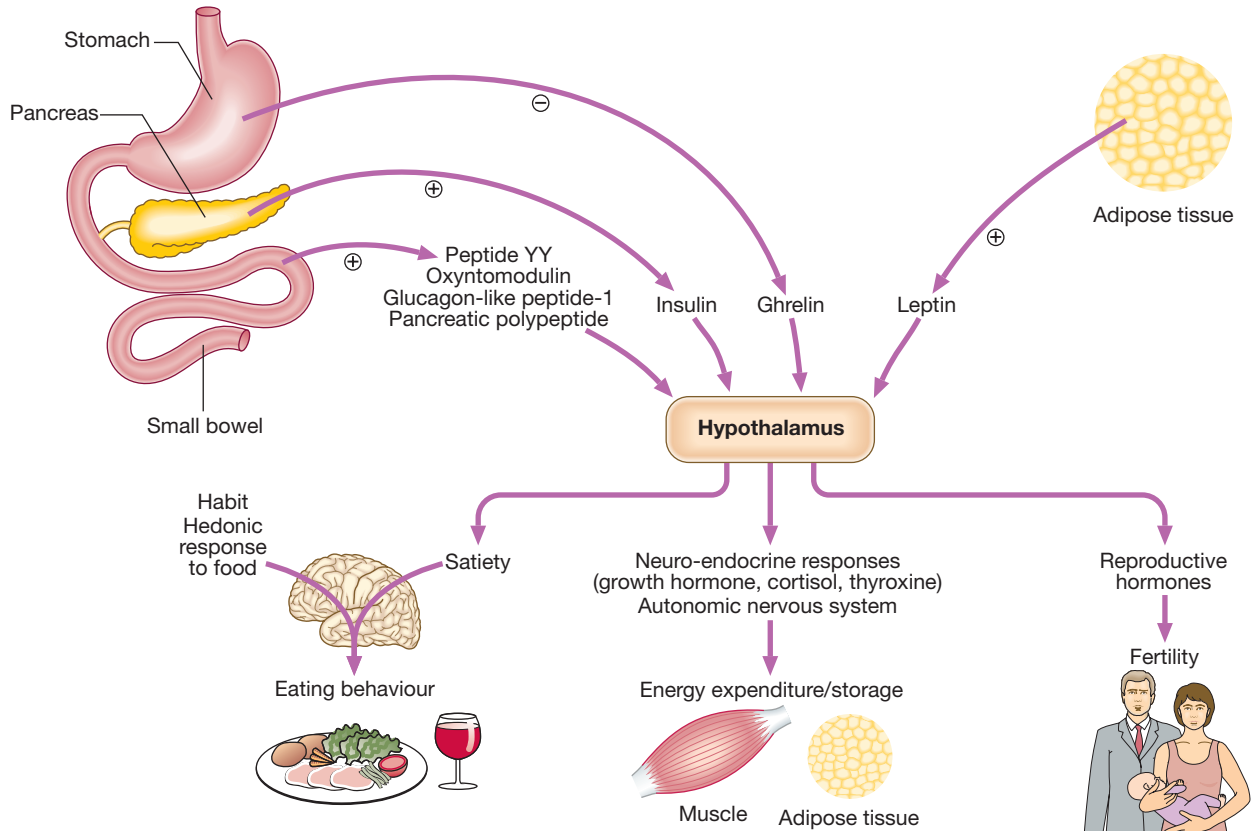 Stomach
Pancreas
Small bowel
−
+
+
+
Adipose tissue
Peptide YY
Oxyntomodulin
Glucagon-like peptide-1
Pancreatic polypeptide
Insulin
Ghrelin
Leptin
Hypothalamus
Habit
Hedonic
response
to food
Satiety
Eating behaviour
Neuro-endocrine responses
(growth hormone, cortisol, thyroxine)
Autonomic nervous system
Energy expenditure/storage
Muscle
Adipose tissue
Reproductive
hormones
Fertility